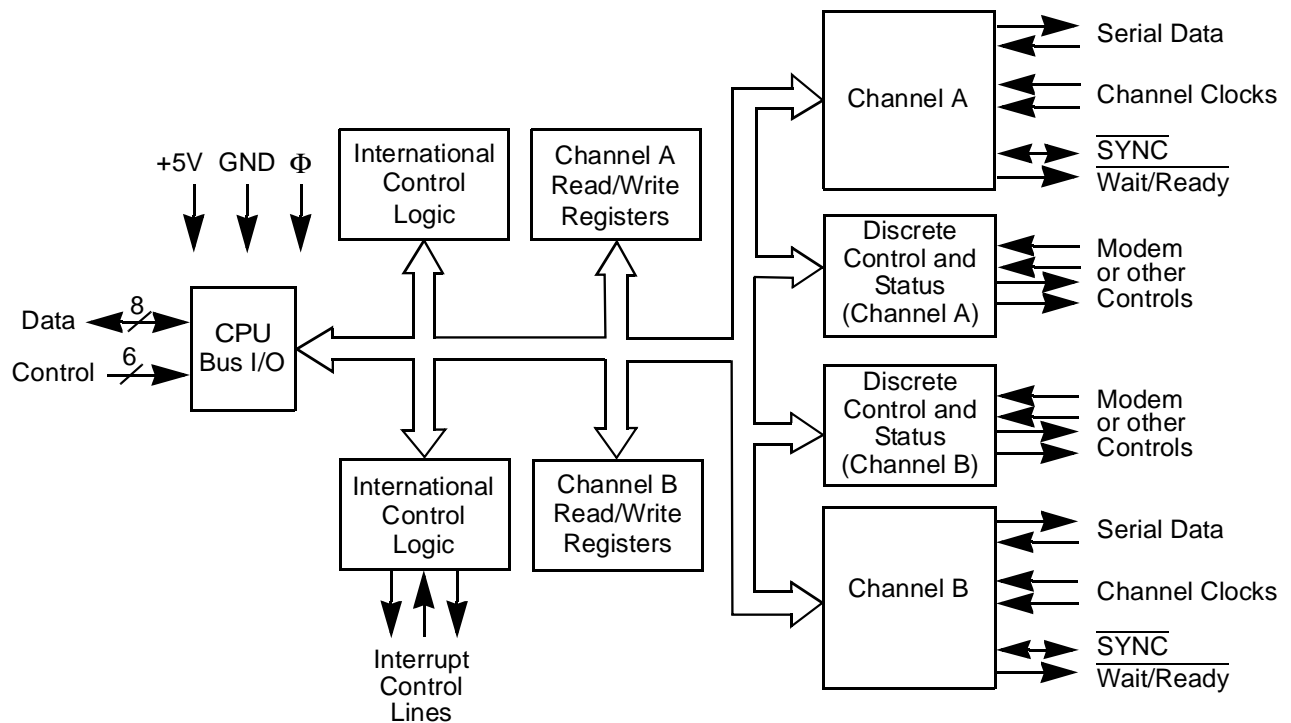 +5V GND Φ
Data
8
Control
6
CPU
Bus I/O
International
Control
Logic
Channel A
Read/Write
Registers
International
Control
Logic
Interrupt
Control
Lines
Channel B
Read/Write
Registers
Channel A
Serial Data
Channel Clocks
SYNC
Wait/Ready
Discrete
Control and
Status
(Channel A)
Modem
or other
Controls
Discrete
Control and
Status
(Channel B)
Modem
or other
Controls
Channel B
Serial Data
Channel Clocks
SYNC
Wait/Ready